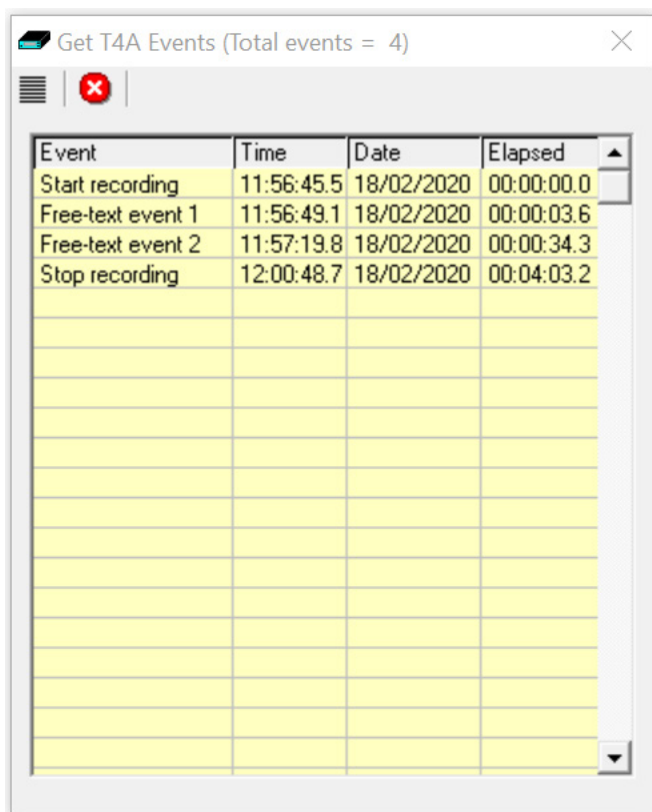 Get T4A Events (Total events =  4)
Event Time Date Elapsed
Start recording 11:56:45.5 18/02/2020 00:00:00.0
Free-text event 1 11:56:49.1 18/02/2020 00:00:03.6
Free-text event 2 11:57:19.8 18/02/2020 00:00:34.3
Stop recording 12:00:48.7 18/02/2020 00:04:03.2